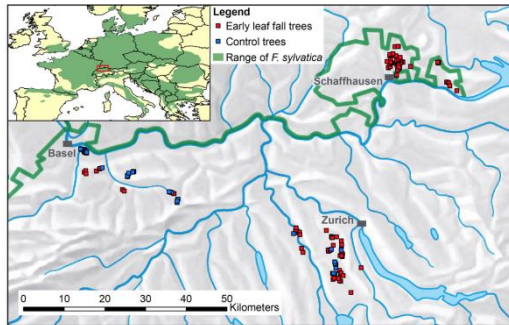 Legend
Early leaf fall trees
Control trees
Range of F. sylvatica
Schaffhausen
Basel
Zurich
0 10 20 30 40 50
Kilometers